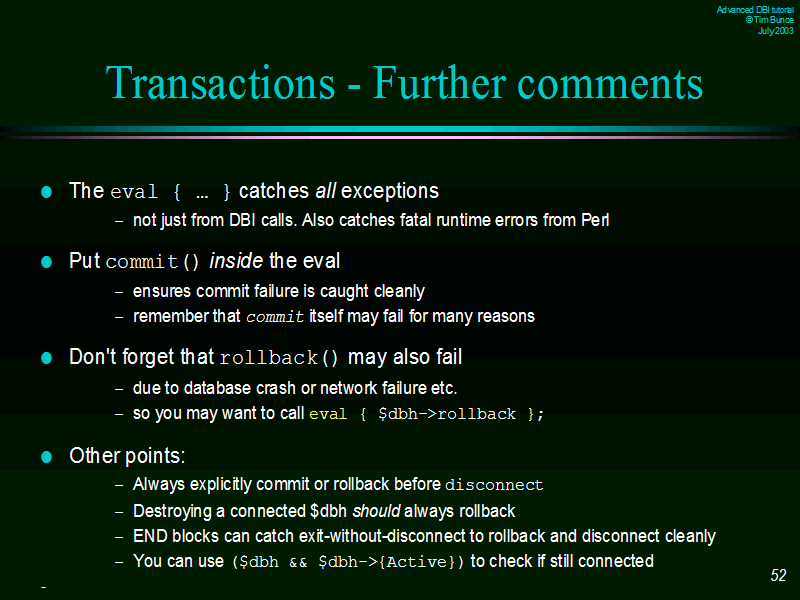 Advanced DBI tutorial
© Tim Bunce
July 2003
Transactions - Further comments
The eval { … } catches all exceptions
– not just from DBI calls. Also catches fatal runtime errors from Perl
Put commit() inside the eval
– ensures commit failure is caught cleanly
– remember that commit itself may fail for many reasons
Don't forget that rollback() may also fail
– due to database crash or network failure etc.
– so you may want to call eval { $dbh->rollback };
Other points:
– Always explicitly commit or rollback before disconnect
– Destroying a connected $dbh should always rollback
– END blocks can catch exit-without-disconnect to rollback and disconnect cleanly
– You can use ($dbh && $dbh->{Active}) to check if still connected
–
52